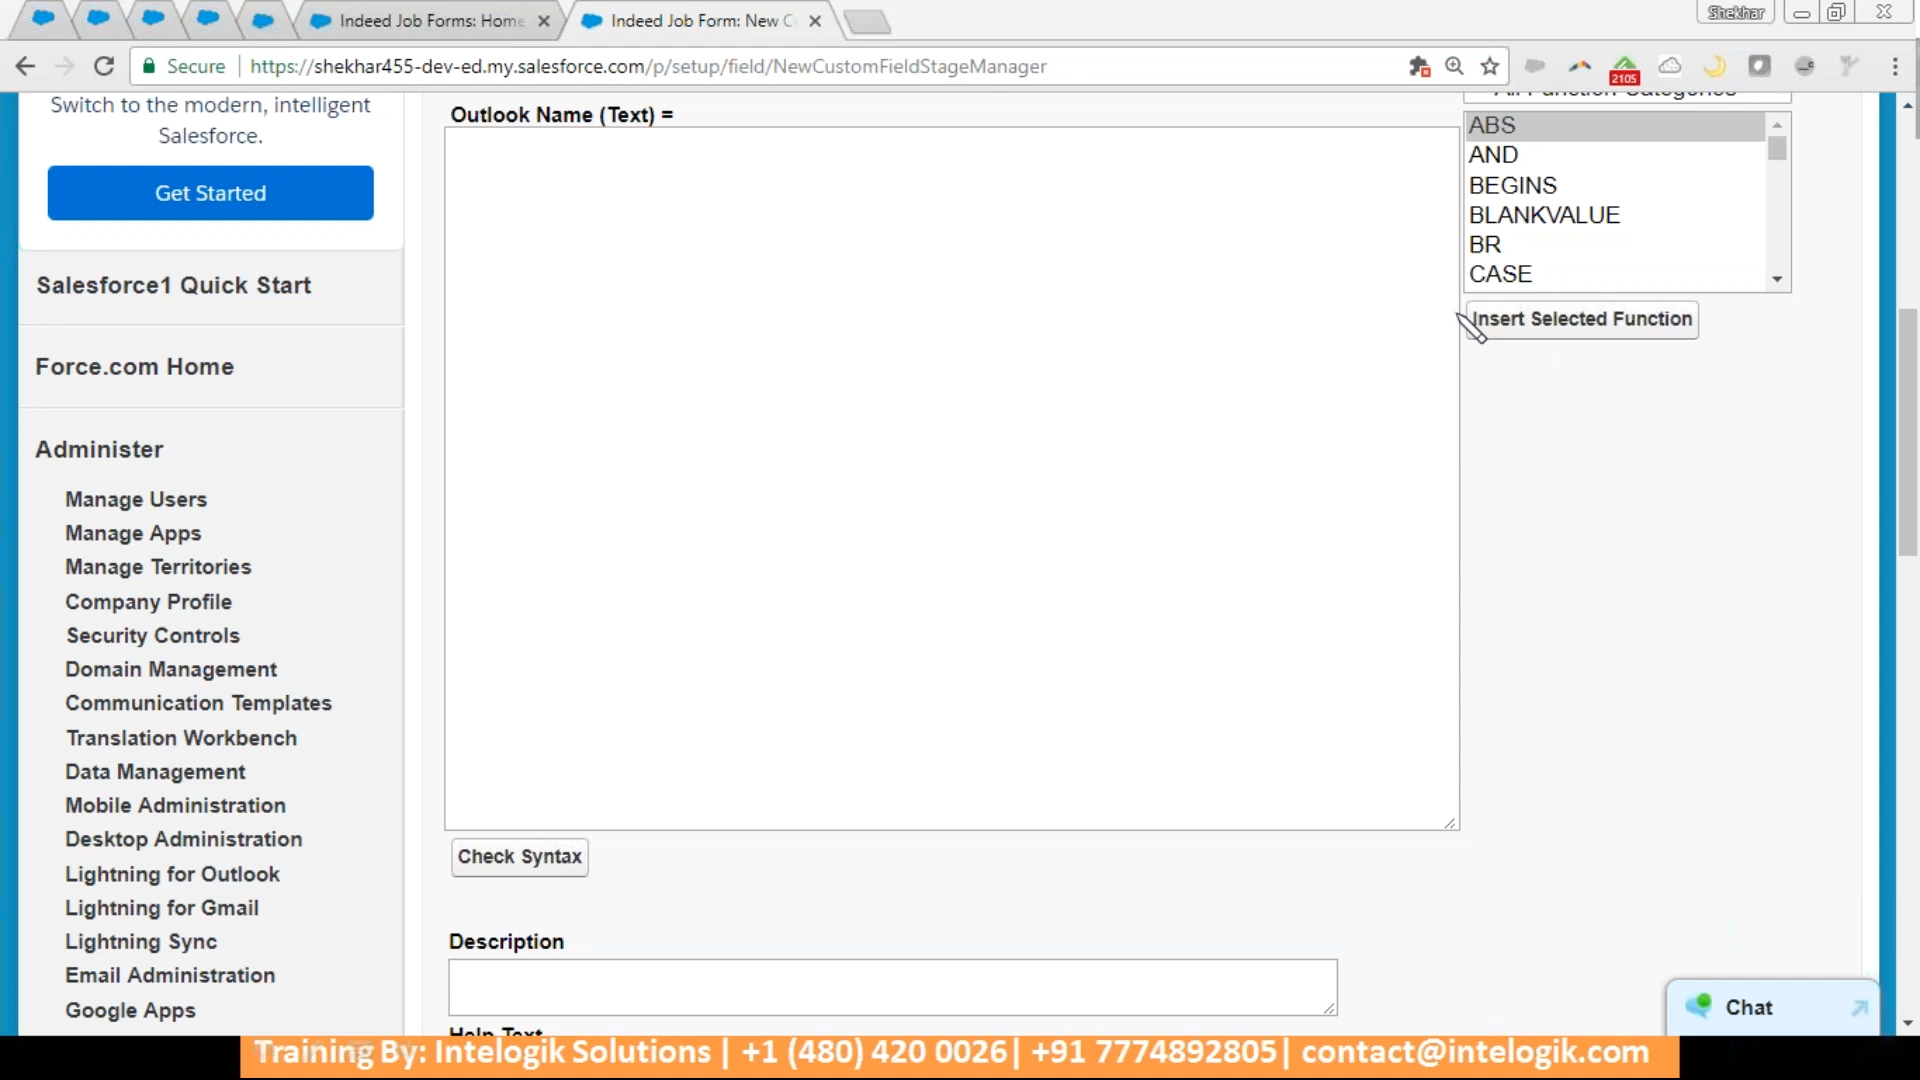 Indeed Job Forms: Home
Indeed Job Form: New C
Shekhar
Secure
https://shekhar455-dev-ed.my.salesforce.com/p/setup/field/NewCustomFieldStageManager
2105
Switch to the modern, intelligent
Salesforce.
Get Started
Salesforce1 Quick Start
Force.com Home
Administer
Manage Users
Manage Apps
Manage Territories
Company Profile
Security Controls
Domain Management
Communication Templates
Translation Workbench
Data Management
Mobile Administration
Desktop Administration
Lightning for Outlook
Lightning for Gmail
Lightning Sync
Email Administration
Google Apps
Outlook Name (Text) =
All Function Categories
ABS
AND
BEGINS
BLANKVALUE
BR
CASE
Insert Selected Function
Check Syntax
Description
Help Text
Chat
Training By: Intelogik Solutions | +1 (480) 420 0026| +91 7774892805| contact@intelogik.com